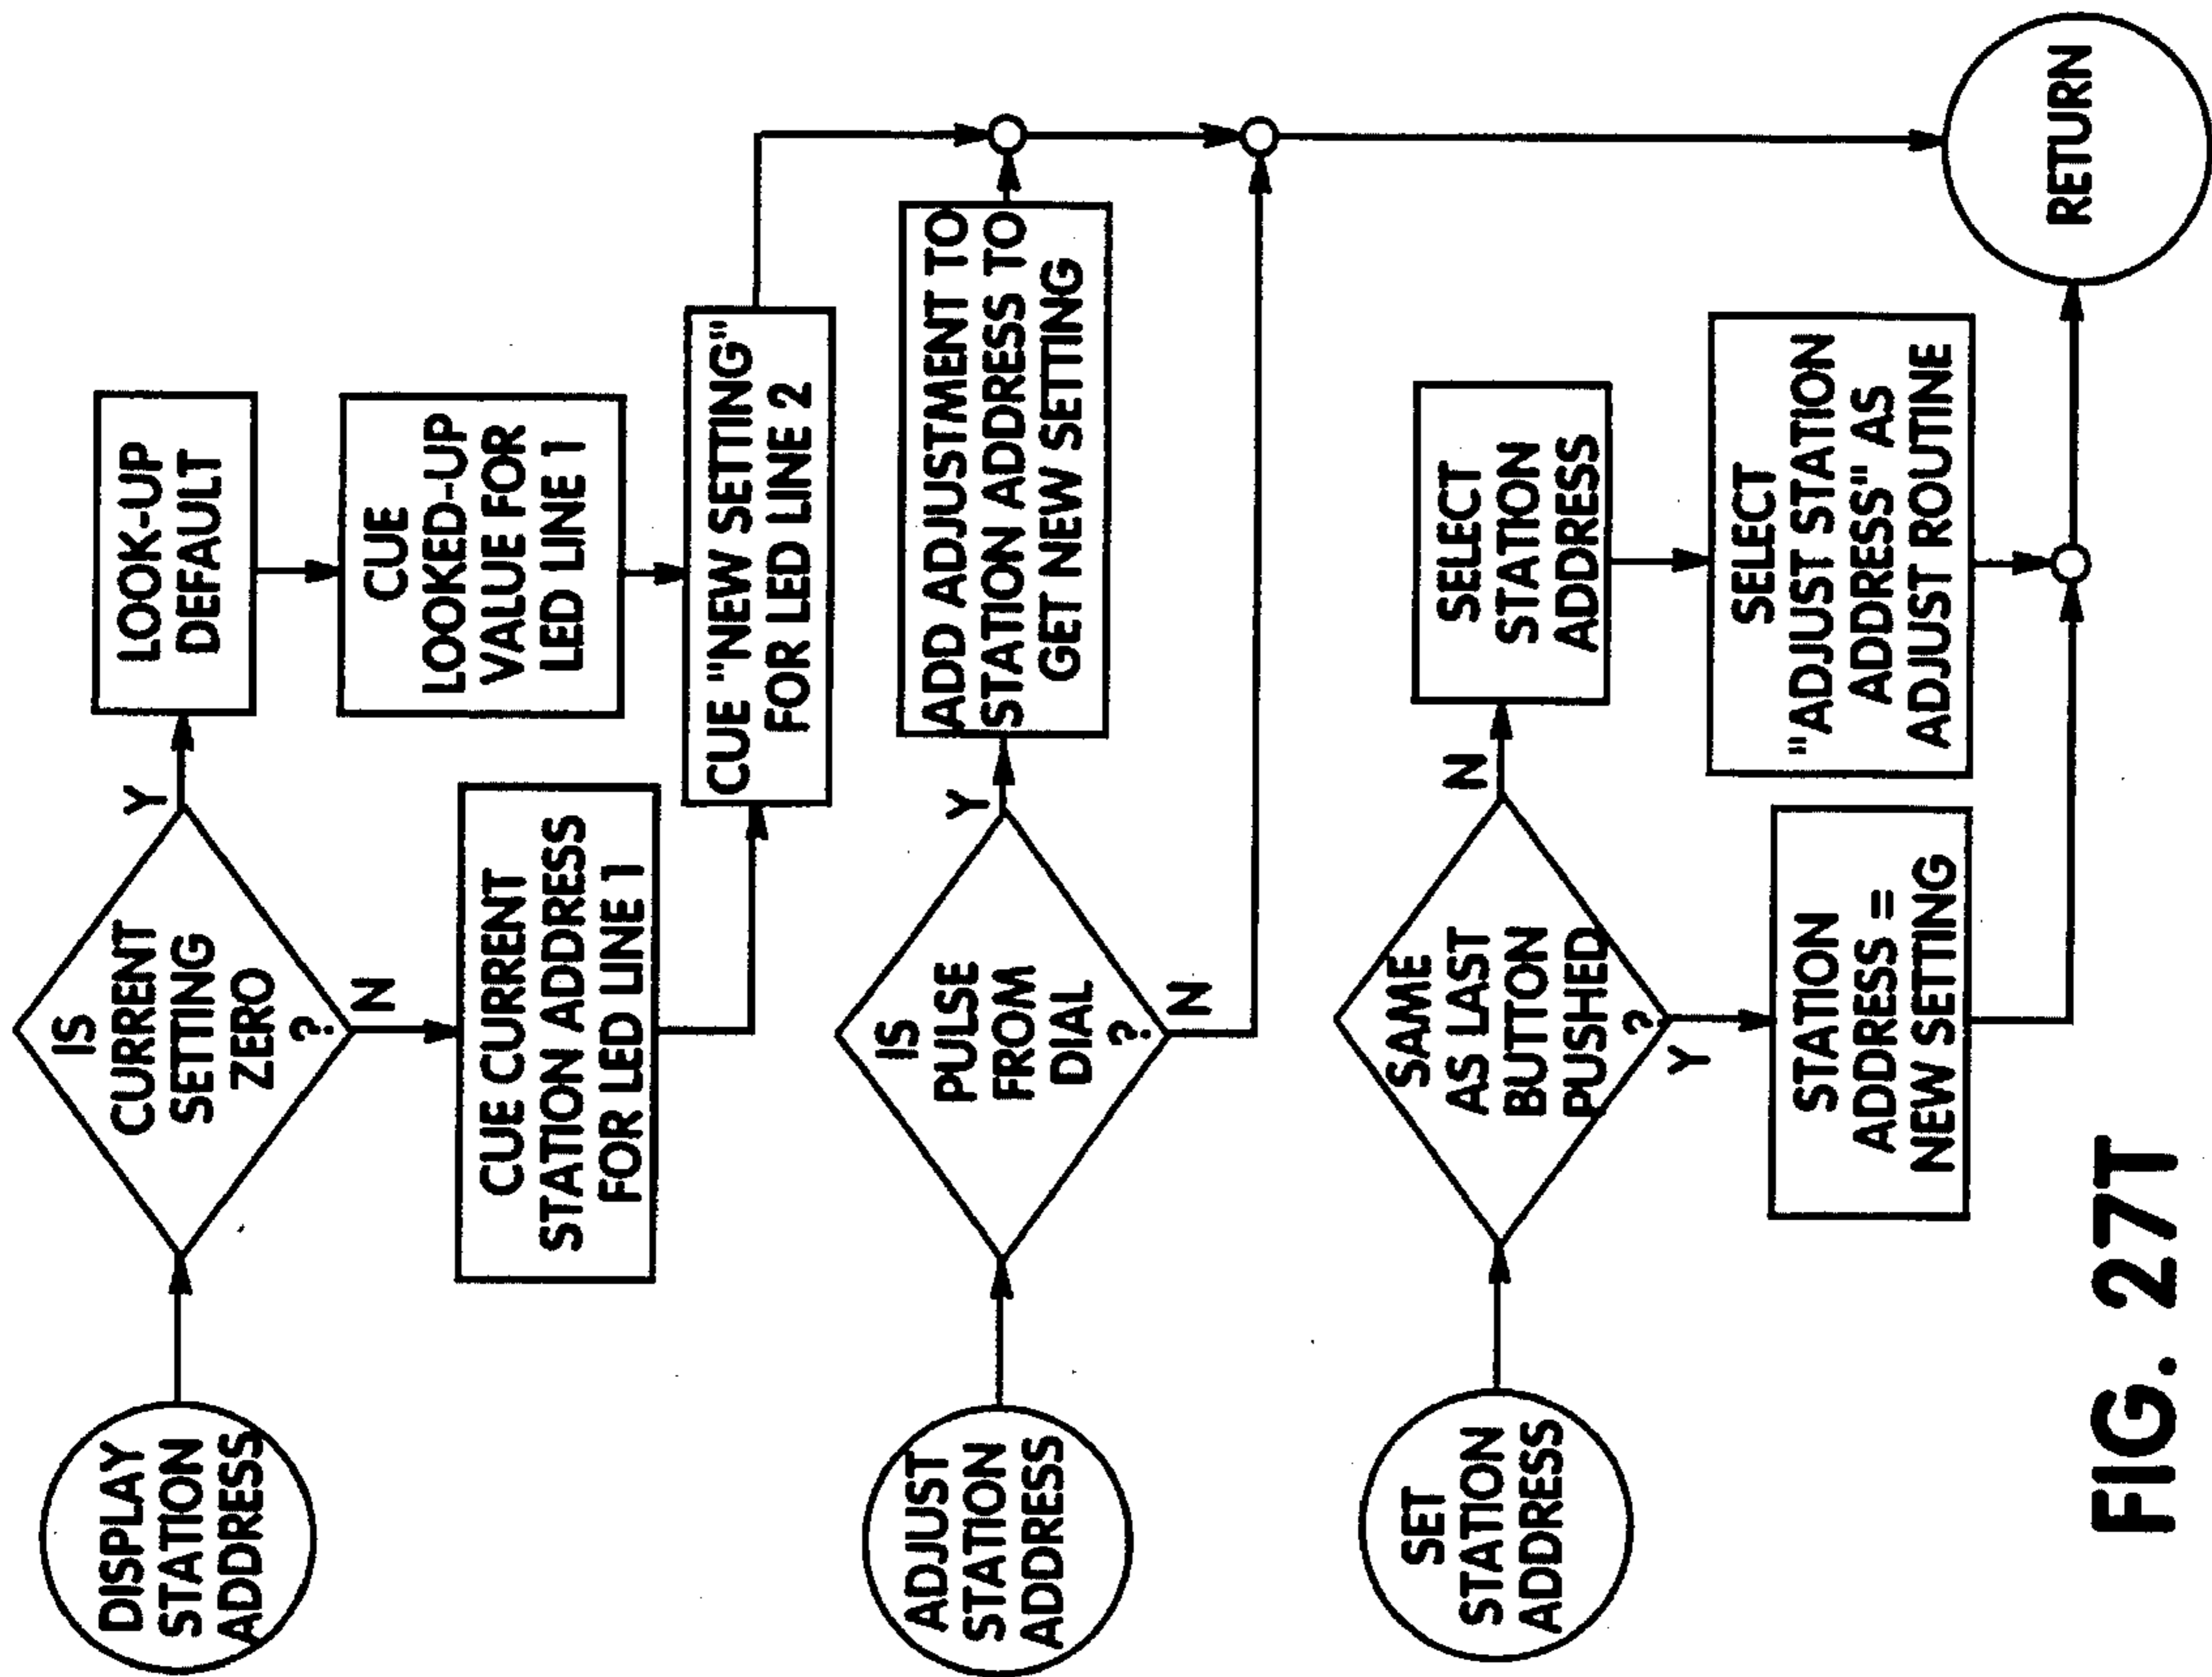 DISPLAY
STATION
ADDRESS
IS
CURRENT
SETTING
ZERO
?
Y
N
LOOK-UP
DEFAULT
CUE
LOOKED-UP
VALUE FOR
LED LINE 1
CUE CURRENT
STATION ADDRESS
FOR LED LINE 1
CUE "NEW SETTING"
FOR LED LINE 2
ADJUST
STATION
ADDRESS
IS
PULSE
FROM
DIAL
?
Y
N
ADD ADJUSTMENT TO
STATION ADDRESS TO
GET NEW SETTING
SET
STATION
ADDRESS
SAME
AS LAST
BUTTON
PUSHED
?
N
Y
SELECT
STATION
ADDRESS
SELECT
"ADJUST STATION
ADDRESS" AS
ADJUST ROUTINE
STATION
ADDRESS =
NEW SETTING
RETURN
FIG. 27T